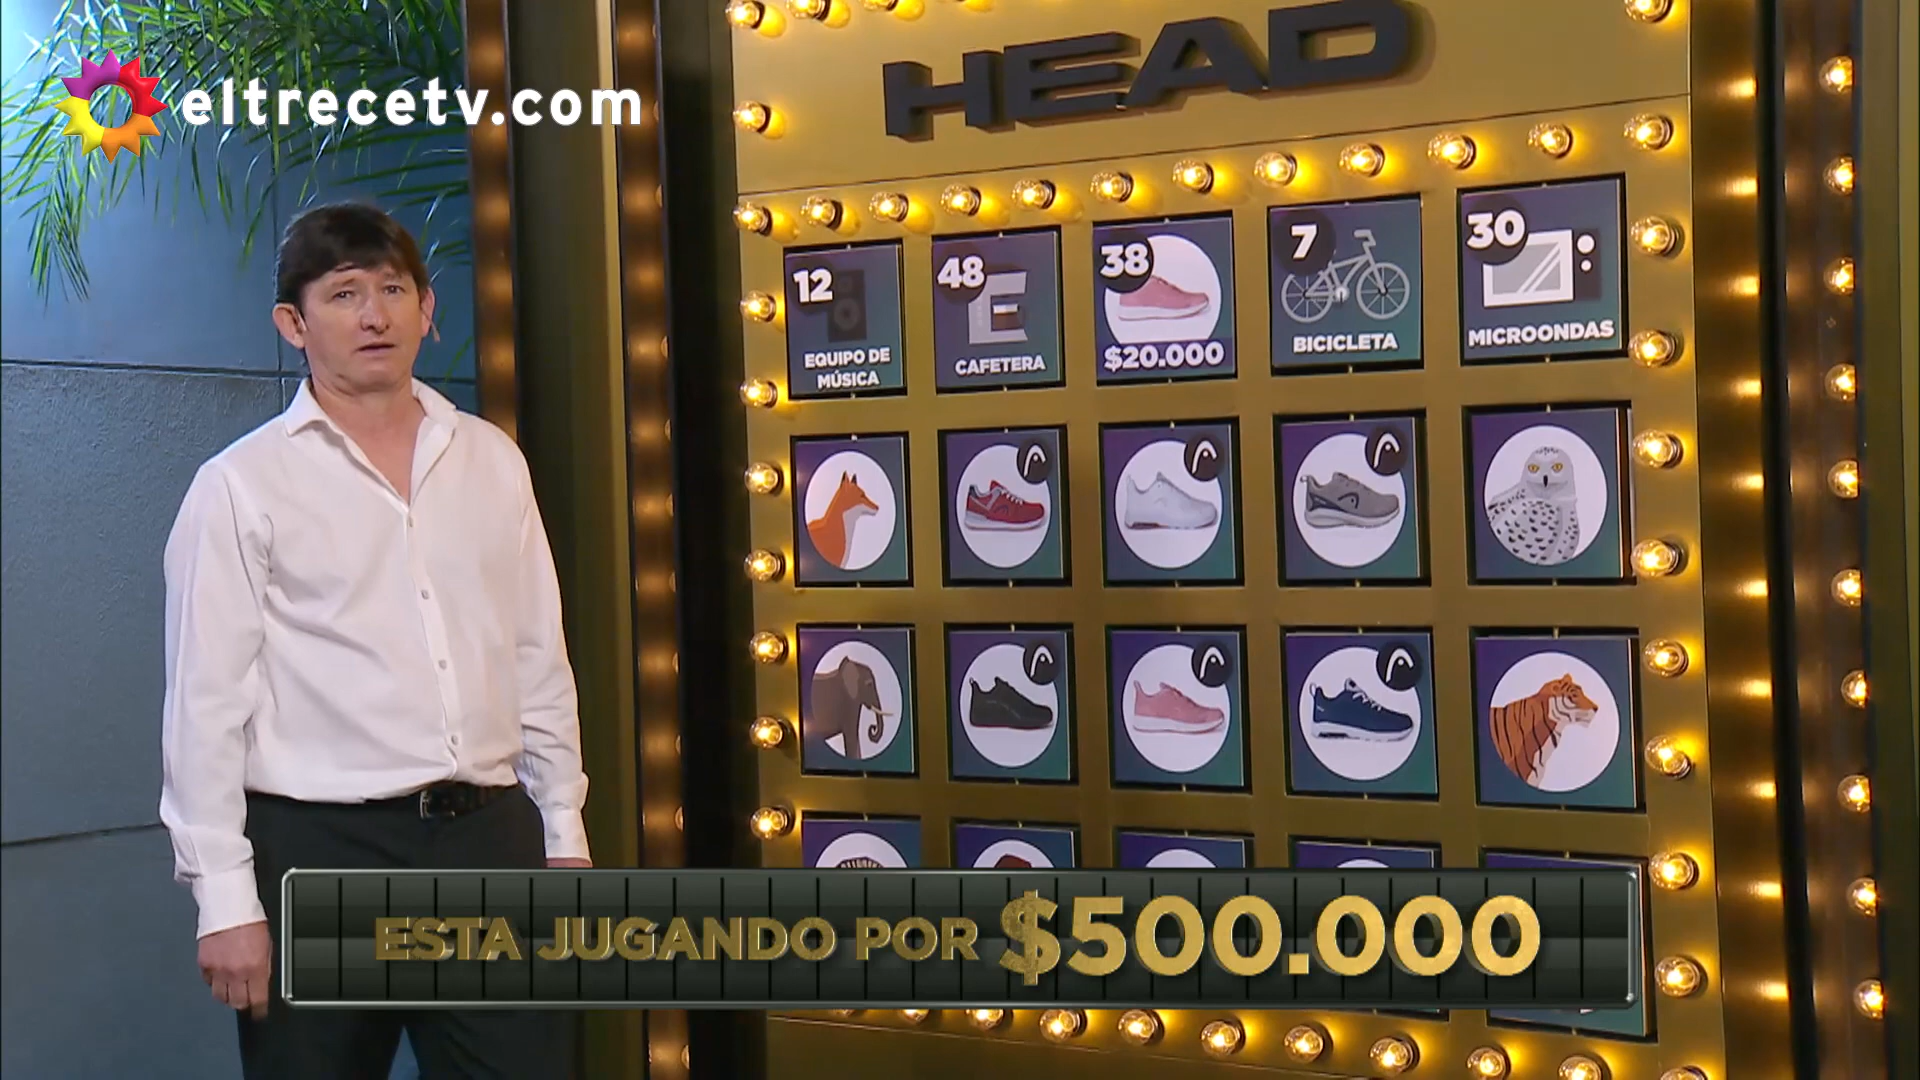 eltrecetv.com
HEAD
12
EQUIPO DE
MÚSICA
48
CAFETERA
38
$20.000
7
BICICLETA
30
MICROONDAS
ESTA JUGANDO POR $500.000